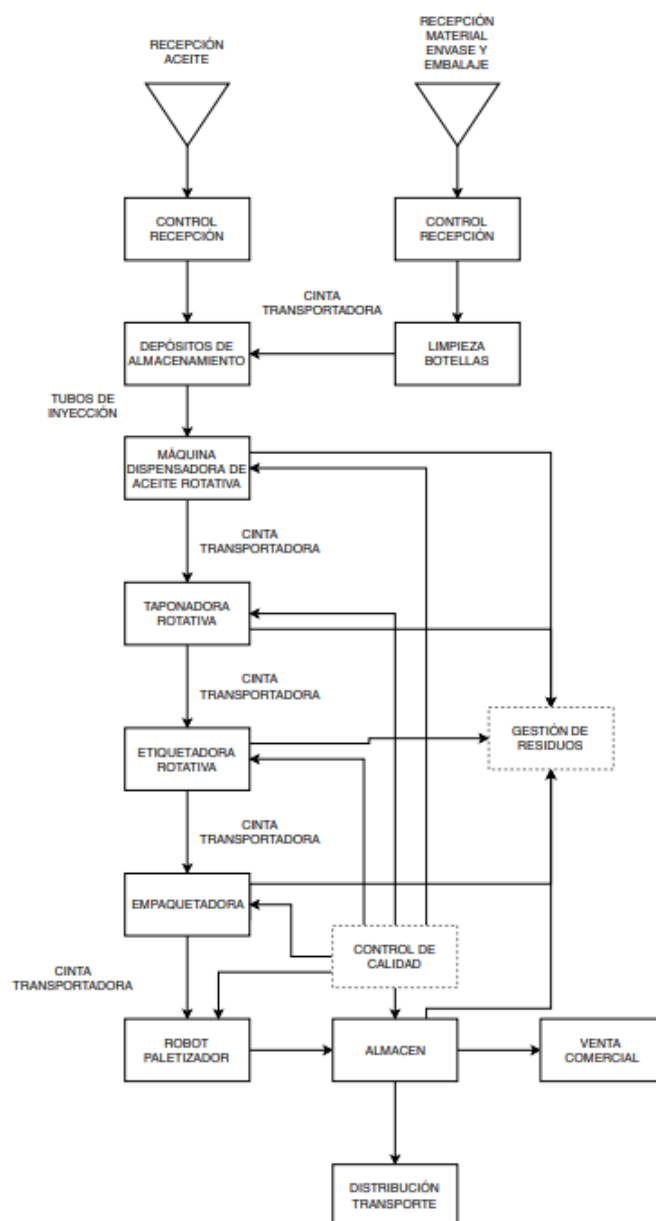 RECEPCIÓN
ACEITE
RECEPCIÓN
MATERIAL
ENVASE Y
EMBALAJE
CONTROL
RECEPCIÓN
CONTROL
RECEPCIÓN
CINTA
TRANSPORTADORA
DEPÓSITOS DE
ALMACENAMIENTO
LIMPIEZA
BOTELLAS
TUBOS DE
INYECCIÓN
MÁQUINA
DISPENSADORA DE
ACEITE ROTATIVA
CINTA
TRANSPORTADORA
TAPONADORA
ROTATIVA
CINTA
TRANSPORTADORA
GESTIÓN DE
RESIDUOS
ETIQUETADORA
ROTATIVA
CINTA
TRANSPORTADORA
EMPAQUETADORA
CONTROL DE
CALIDAD
CINTA
TRANSPORTADORA
ROBOT
PALETIZADOR
ALMACEN
VENTA
COMERCIAL
DISTRIBUCIÓN
TRANSPORTE